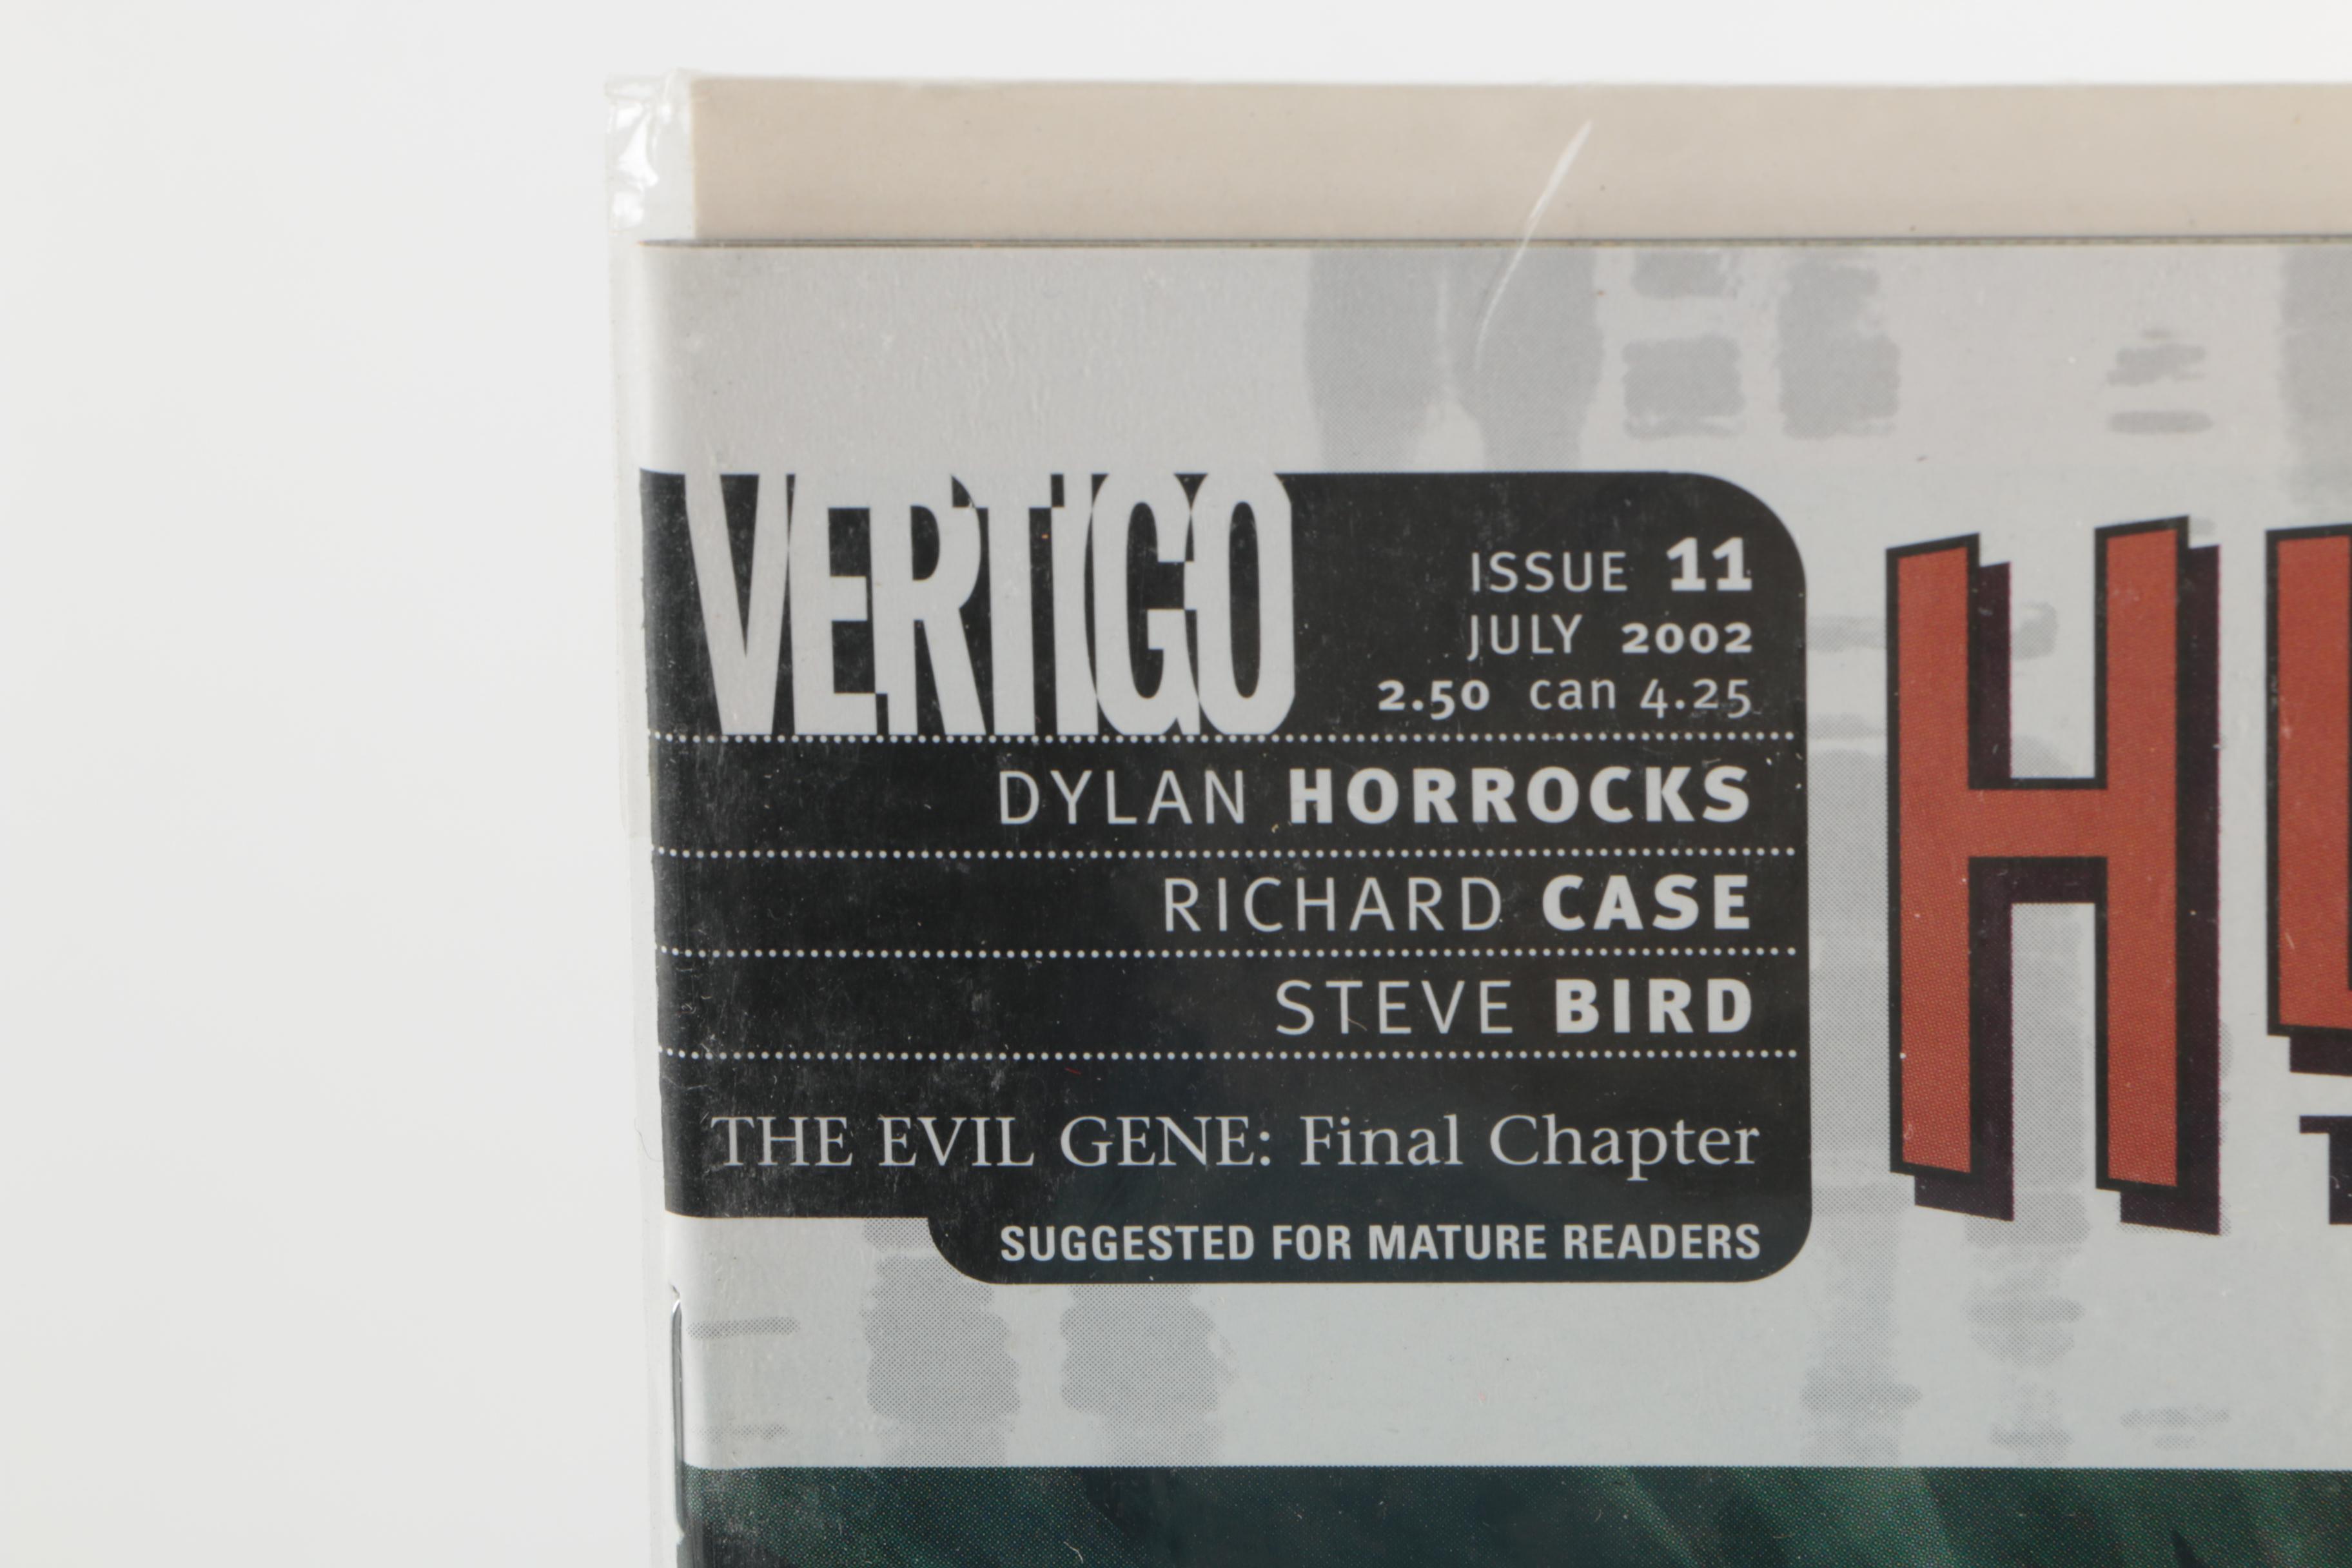 VERTIGO
ISSUE 11
JULY 2002
2.50 can 4.25
DYLAN HORROCKS
RICHARD CASE
STEVE BIRD
THE EVIL GENE: Final Chapter
SUGGESTED FOR MATURE READERS
H